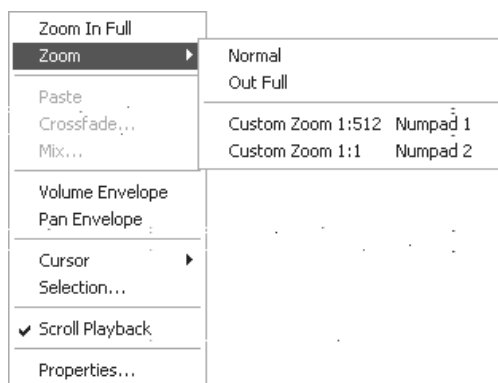 Zoom In Full
Zoom
Paste
Crossfade...
Mix...
Volume Envelope
Pan Envelope
Cursor
Selection...
Scroll Playback
Properties...
Normal
Out Full
Custom Zoom 1:512 Numpad 1
Custom Zoom 1:1 Numpad 2